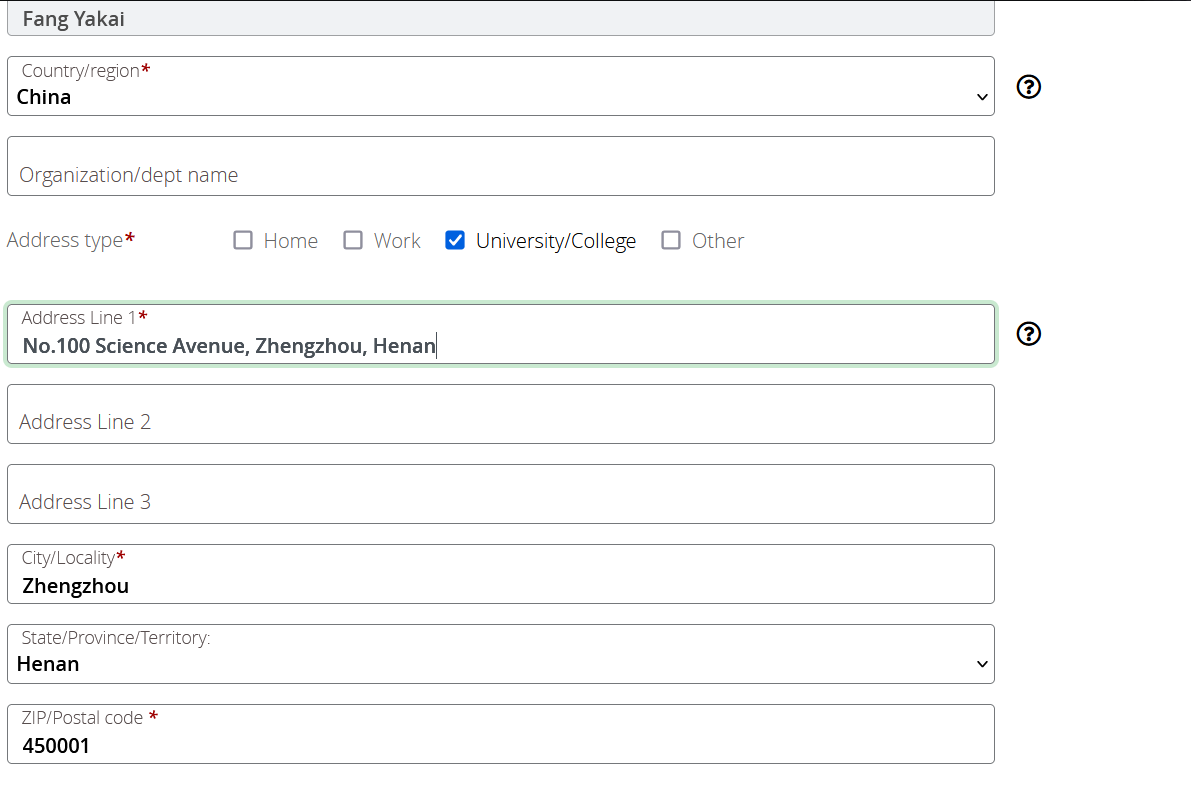 Fang Yakai
Country/region*
China
Organization/dept name
Address type* Home Work University/College Other
Address Line 1*
No.100 Science Avenue, Zhengzhou, Henan
Address Line 2
Address Line 3
City/Locality*
Zhengzhou
State/Province/Territory:
Henan
ZIP/Postal code *
450001